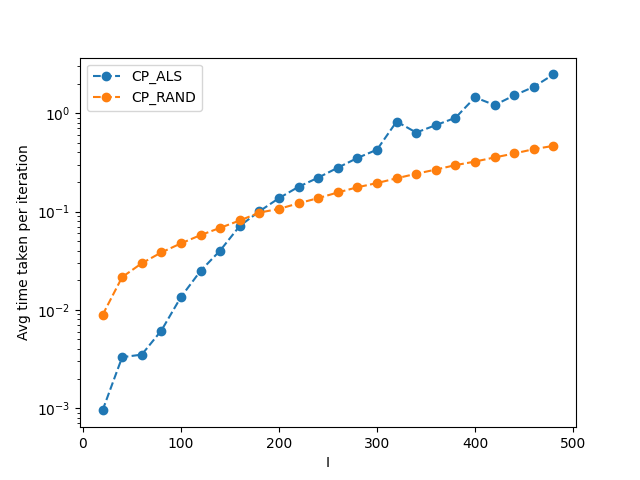 CP_ALS
CP_RAND
Avg time taken per iteration
10⁰
10⁻¹
10⁻²
10⁻³
0 100 200 300 400 500
I